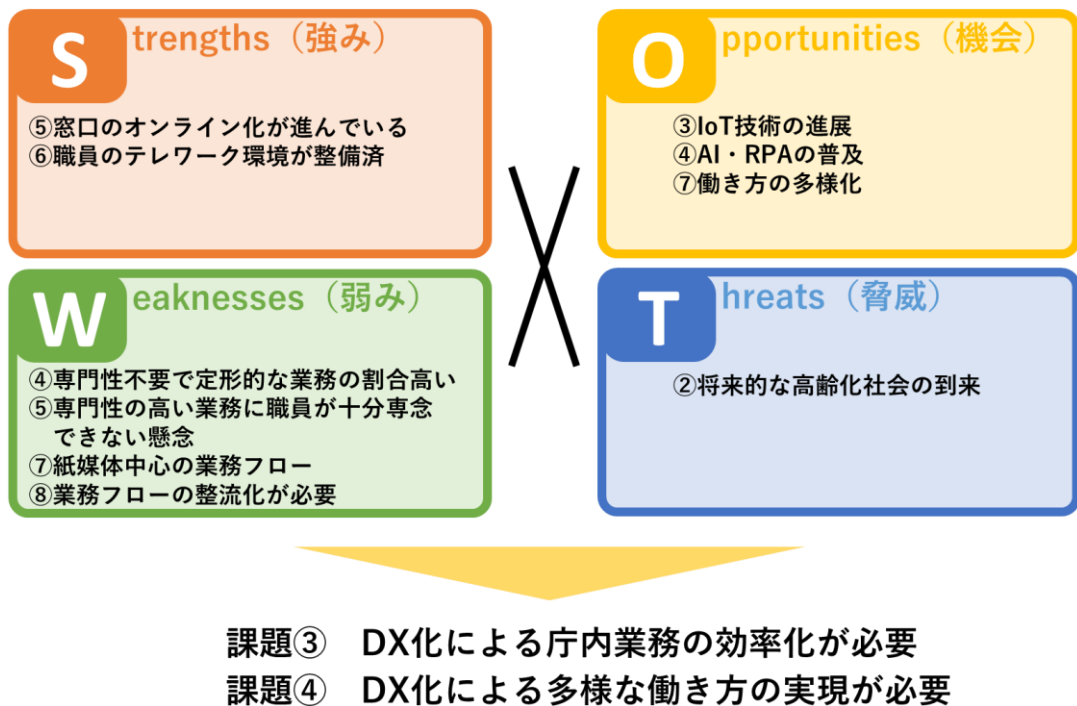 Strengths（強み）
⑤窓口のオンライン化が進んでいる
⑥職員のテレワーク環境が整備済
Opportunities（機会）
③IoT技術の進展
④AI・RPAの普及
⑦働き方の多様化
Weaknesses（弱み）
④専門性不要で定形的な業務の割合高い
⑤専門性の高い業務に職員が十分専念
できない懸念
⑦紙媒体中心の業務フロー
⑧業務フローの整流化が必要
Threats（脅威）
②将来的な高齢化社会の到来
課題③　DX化による庁内業務の効率化が必要
課題④　DX化による多様な働き方の実現が必要